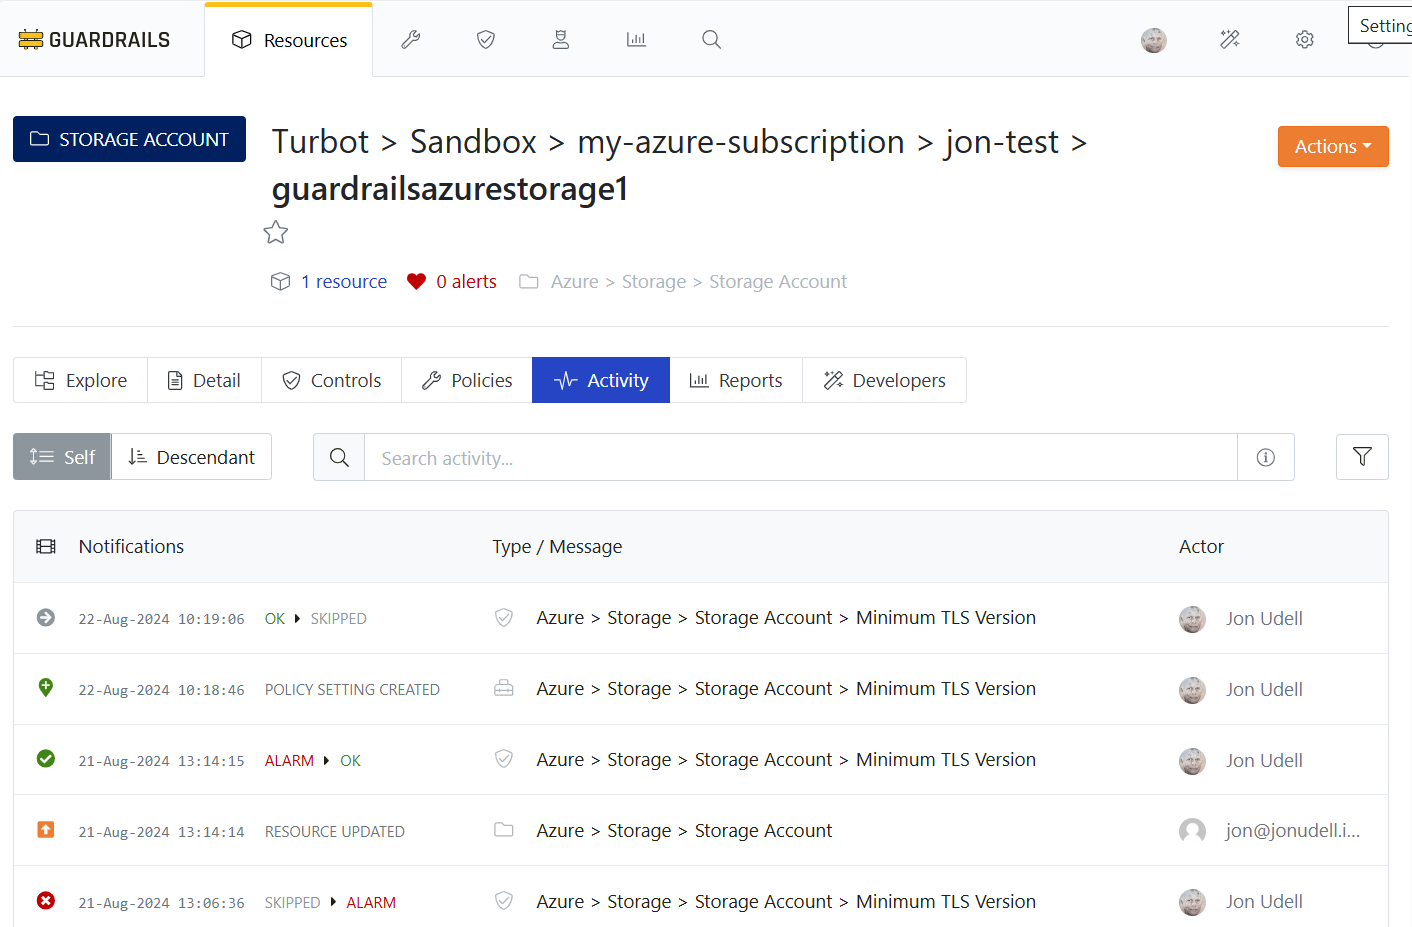 GUARDRAILS
Resources
Setting
STORAGE ACCOUNT
Turbot > Sandbox > my-azure-subscription > jon-test >
guardrailsazurestorage1
Actions
1 resource 0 alerts Azure > Storage > Storage Account
Explore Detail Controls Policies Activity Reports Developers
Self Descendant Search activity...
Notifications Type / Message Actor
22-Aug-2024 10:19:06 OK SKIPPED Azure > Storage > Storage Account > Minimum TLS Version Jon Udell
22-Aug-2024 10:18:46 POLICY SETTING CREATED Azure > Storage > Storage Account > Minimum TLS Version Jon Udell
21-Aug-2024 13:14:15 ALARM OK Azure > Storage > Storage Account > Minimum TLS Version Jon Udell
21-Aug-2024 13:14:14 RESOURCE UPDATED Azure > Storage > Storage Account jon@jonudell.i...
21-Aug-2024 13:06:36 SKIPPED ALARM Azure > Storage > Storage Account > Minimum TLS Version Jon Udell